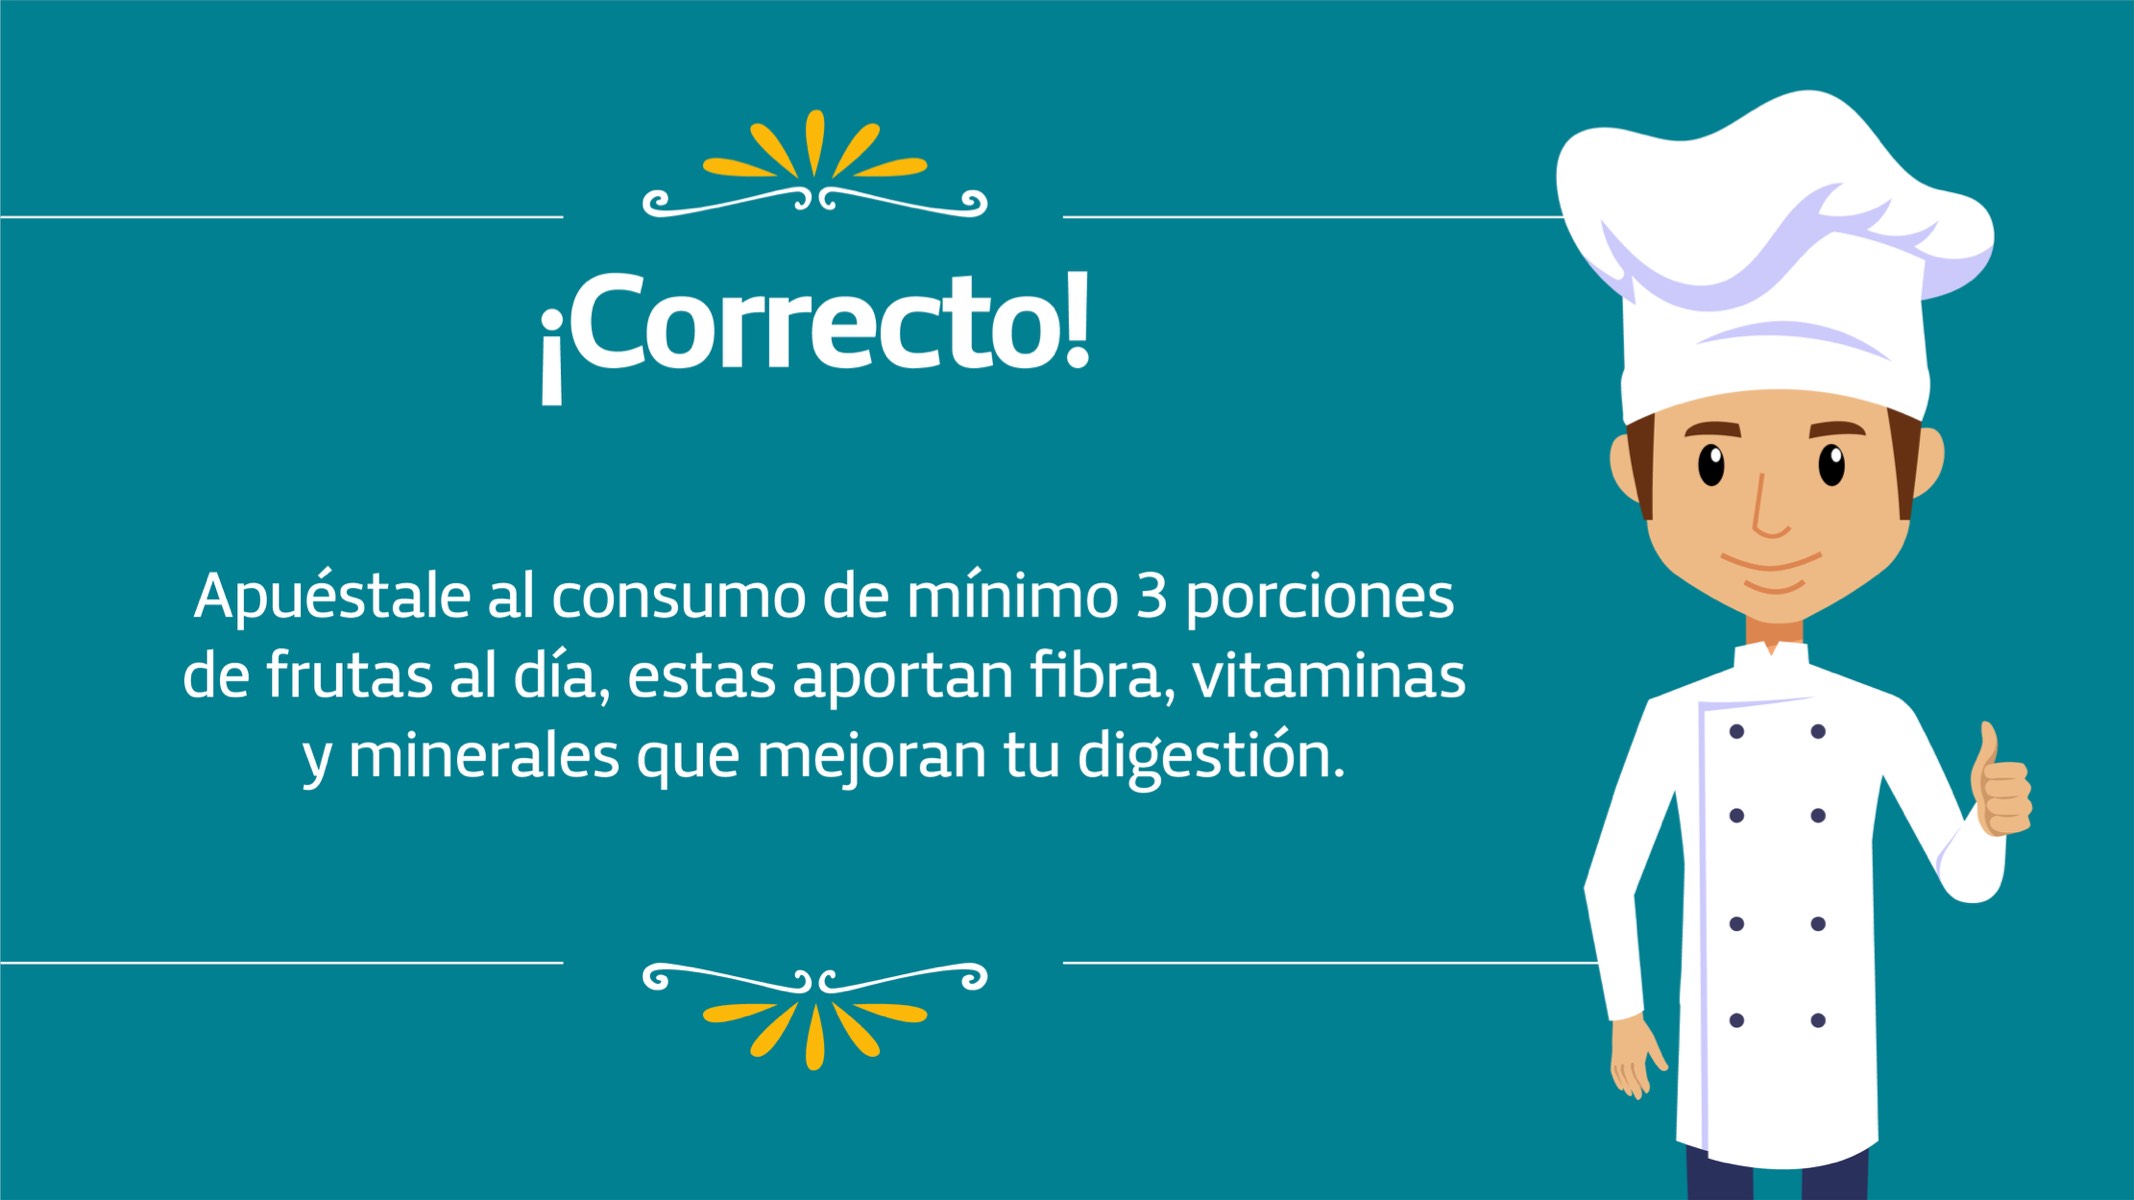 ¡Correcto!
Apuéstale al consumo de mínimo 3 porciones
de frutas al día, estas aportan fibra, vitaminas
y minerales que mejoran tu digestión.